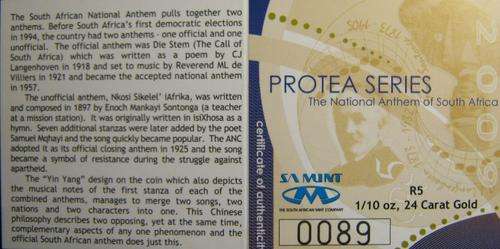 The South African National Anthem pulls together two
anthems. Before South Africa's first democratic elections
in 1994, the country had two anthems - one official and one
unofficial. The official anthem was Die Stem (The Call of
South Africa) which was written as a poem by CJ
Langenhoven in 1918 and set to music by Reverend ML de
Villiers in 1921 and became the accepted national anthem
in 1957.
The unofficial anthem, Nkosi Sikelel' iAfrika, was written
and composed in 1897 by Enoch Mankayi Sontonga (a teacher
at a mission station). It was originally written in isiXhosa as a
hymn. Seven additional stanzas were later added by the poet
Samuel Mqhayi and the song quickly became popular. The ANC
adopted it as its official closing anthem in 1925 and the song
became a symbol of resistance during the struggle against
apartheid.
The "Yin Yang" design on the coin which also depicts
the musical notes of the first stanza of each of the
combined anthems, manages to merge two songs, two
nations and two characters into one. This Chinese
philosophy describes two opposing, yet at the same time,
complementary aspects of any one phenomenon and the
official South African anthem does just this.
certificate of authenticity
PROTEA SERIES
The National Anthem of South Africa
SA MINT
THE SOUTH AFRICAN MINT COMPANY
R5
1/10 oz, 24 Carat Gold
0089